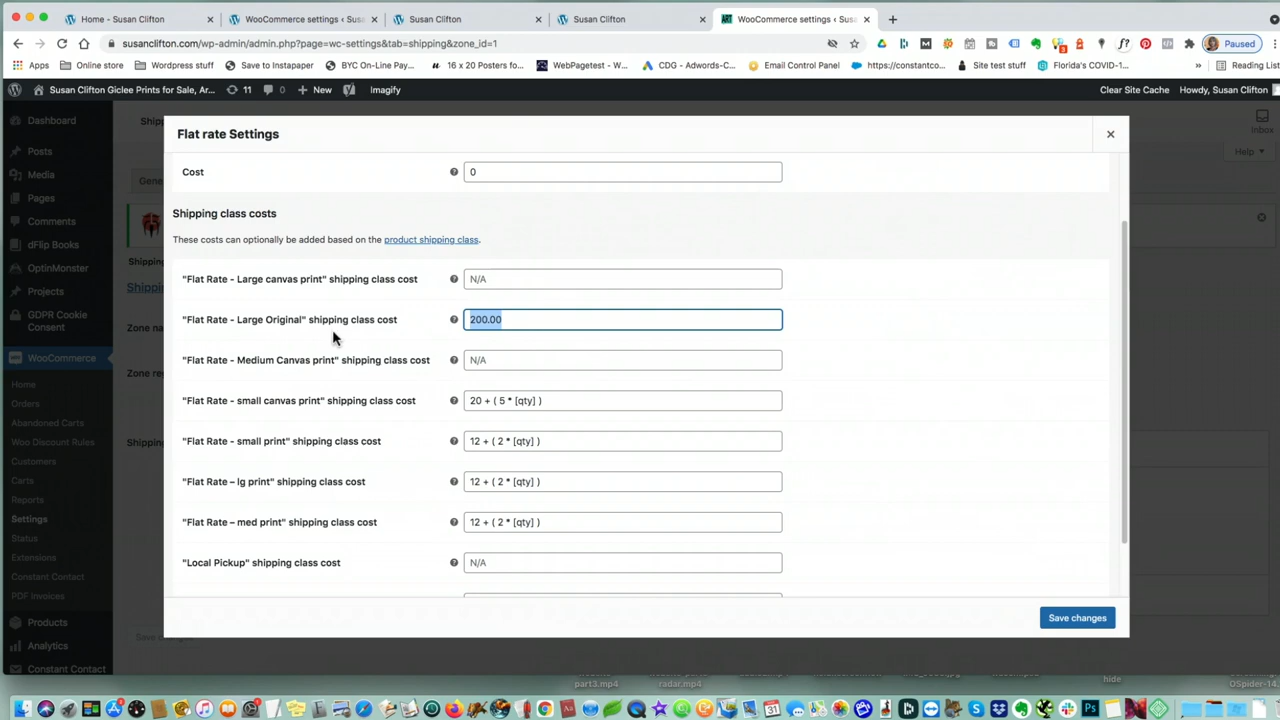 Home - Susan Clifton
WooCommerce settings ‹ Sus
Susan Clifton
Susan Clifton
WooCommerce settings ‹ Sus
susanclifton.com/wp-admin/admin.php?page=wc-settings&tab=shipping&zone_id=1
Paused
Apps
Online store
Wordpress stuff
Save to Instapaper
BYC On-Line Pay...
16 x 20 Posters fo...
WebPagetest - W...
CDG - Adwords-C...
Email Control Panel
https://constantco...
Site test stuff
Florida's COVID-1...
»
Reading List
Susan Clifton Giclee Prints for Sale, Ar...
11
0
New
Imagify
Clear Site Cache
Howdy, Susan Clifton
Dashboard
Posts
Media
Pages
Comments
dFlip Books
OptinMonster
Projects
GDPR Cookie
Consent
WooCommerce
Home
Orders
Abandoned Carts
Woo Discount Rules
Customers
Carts
Reports
Settings
Status
Extensions
Constant Contact
PDF Invoices
Products
Analytics
Constant Contact
Inbox
Help
Flat rate Settings
Cost
0
Shipping class costs
These costs can optionally be added based on the product shipping class.
"Flat Rate - Large canvas print" shipping class cost
N/A
"Flat Rate - Large Original" shipping class cost
200.00
"Flat Rate - Medium Canvas print" shipping class cost
N/A
"Flat Rate - small canvas print" shipping class cost
20 + ( 5 * [qty] )
"Flat Rate - small print" shipping class cost
12 + ( 2 * [qty] )
"Flat Rate – lg print" shipping class cost
12 + ( 2 * [qty] )
"Flat Rate – med print" shipping class cost
12 + ( 2 * [qty] )
"Local Pickup" shipping class cost
N/A
Save changes
part3.mp4
radar.mp4
hide
OSpider-14.